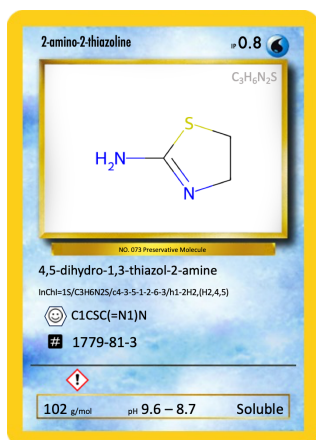 2-amino-2-thiazoline
IP 0.8
C₃H₆N₂S
S
H₂N
N
NO. 073 Preservative Molecule
4,5-dihydro-1,3-thiazol-2-amine
InChI=1S/C3H6N2S/c4-3-5-1-2-6-3/h1-2H2,(H2,4,5)
C1CSC(=N1)N
# 1779-81-3
!
102 g/mol pH 9.6 – 8.7 Soluble